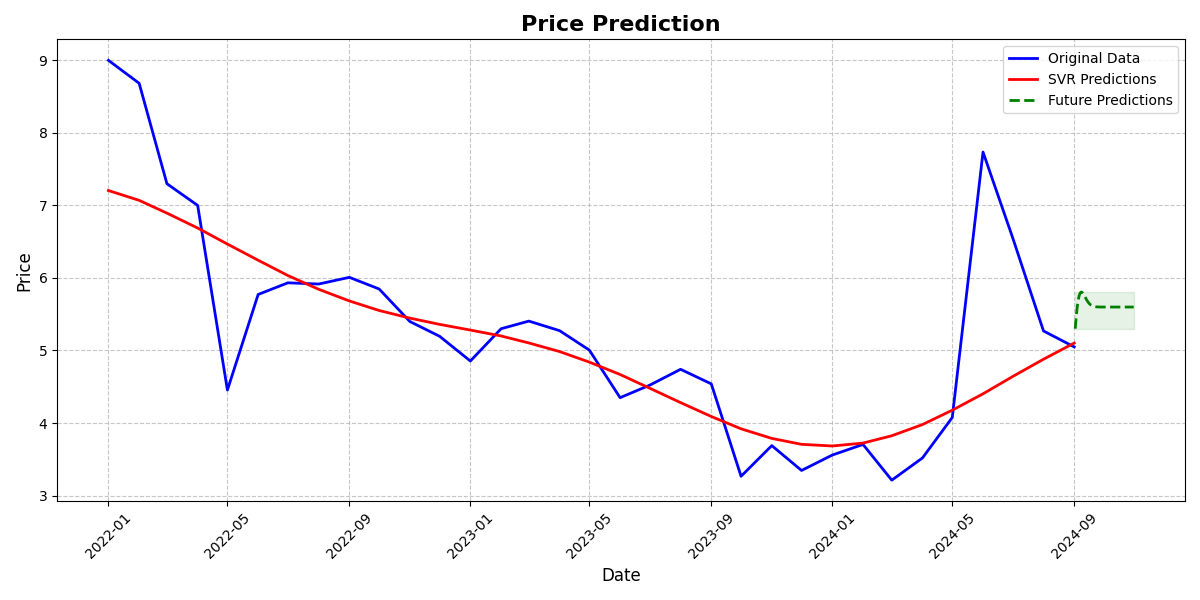 Price Prediction
Original Data
SVR Predictions
Future Predictions
Price
9
8
7
6
5
4
3
2022-01
2022-05
2022-09
2023-01
2023-05
2023-09
2024-01
2024-05
2024-09
Date